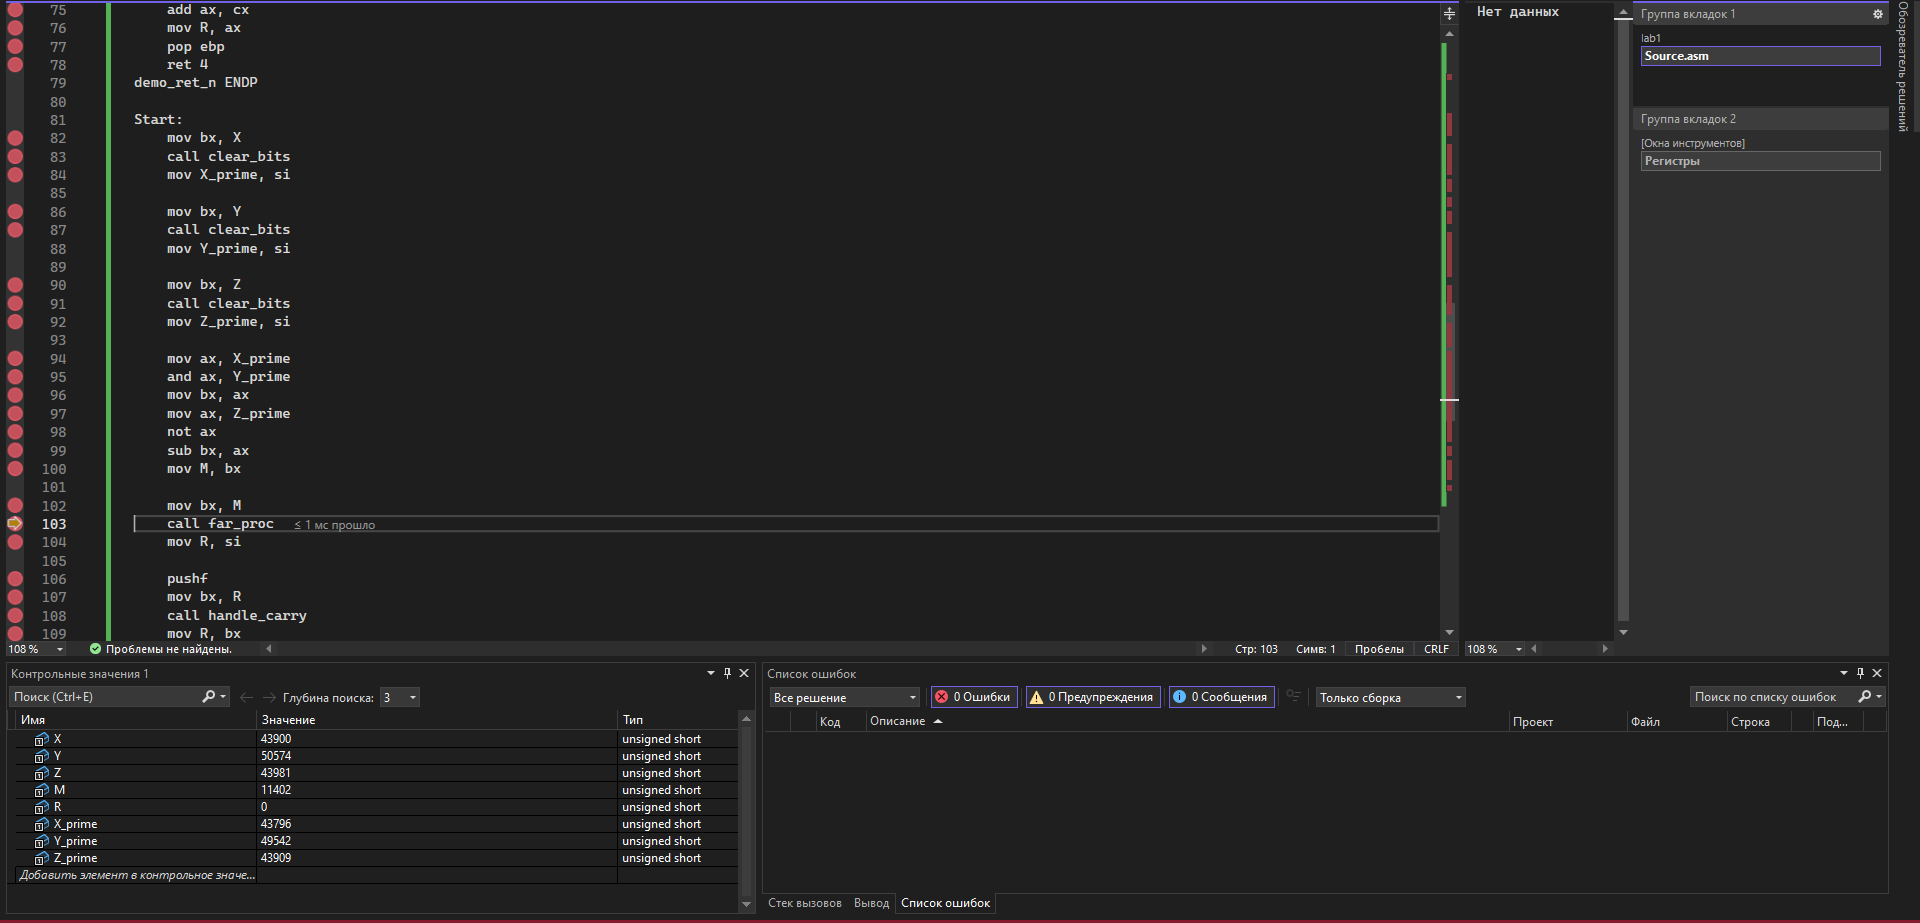 75 add ax, cx
76 mov R, ax
77 pop ebp
78 ret 4
79 demo_ret_n ENDP
80
81 Start:
82 mov bx, X
83 call clear_bits
84 mov X_prime, si
85
86 mov bx, Y
87 call clear_bits
88 mov Y_prime, si
89
90 mov bx, Z
91 call clear_bits
92 mov Z_prime, si
93
94 mov ax, X_prime
95 and ax, Y_prime
96 mov bx, ax
97 mov ax, Z_prime
98 not ax
99 sub bx, ax
100 mov M, bx
101
102 mov bx, M
103 call far_proc ≤ 1 мс прошло
104 mov R, si
105
106 pushf
107 mov bx, R
108 call handle_carry
109 mov R, bx
108 % Проблемы не найдены. Стр: 103 Симв: 1 Пробелы CRLF
Нет данных
108 %
Группа вкладок 1
lab1
Source.asm
Группа вкладок 2
[Окна инструментов]
Регистры
Обозреватель решений
Контрольные значения 1
Поиск (Ctrl+E) Глубина поиска: 3
Имя Значение Тип
X 43900 unsigned short
Y 50574 unsigned short
Z 43981 unsigned short
M 11402 unsigned short
R 0 unsigned short
X_prime 43796 unsigned short
Y_prime 49542 unsigned short
Z_prime 43909 unsigned short
Добавить элемент в контрольное значе...
Список ошибок
Все решение 0 Ошибки 0 Предупреждения 0 Сообщения Только сборка Поиск по списку ошибок
Код Описание Проект Файл Строка Под...
Стек вызовов Вывод Список ошибок